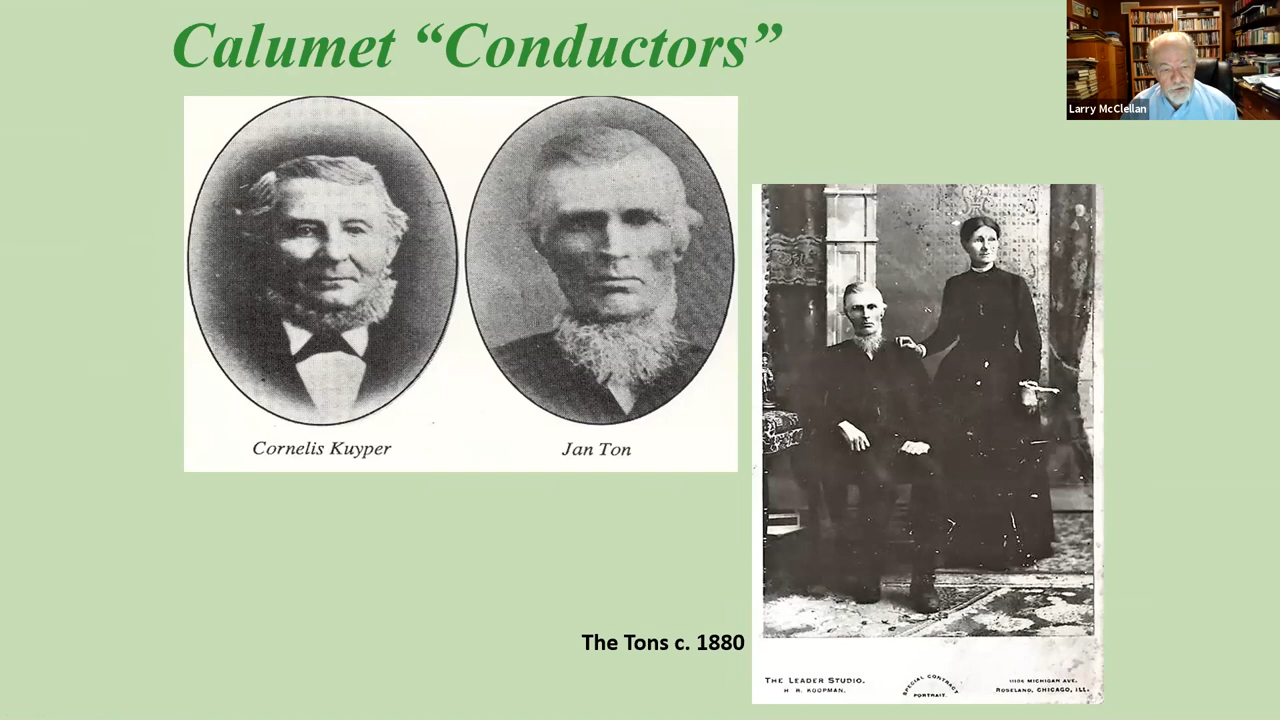 Calumet “Conductors”
Larry McClellan
Cornelis Kuyper
Jan Ton
The Tons c. 1880
THE LEADER STUDIO.
H. R. KOOPMAN.
SPECIAL CONTRACT
PORTRAIT.
11106 MICHIGAN AVE.
ROSELAND, CHICAGO, ILL.